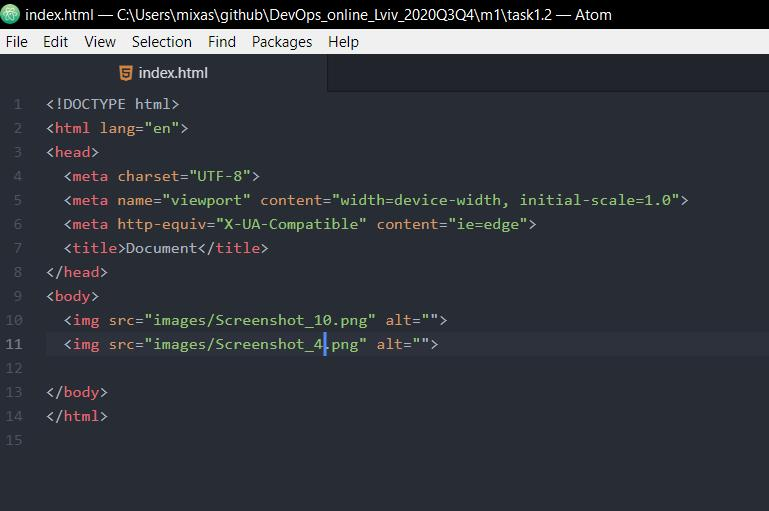 index.html — C:\Users\mixas\github\DevOps_online_Lviv_2020Q3Q4\m1\task1.2 — Atom
File Edit View Selection Find Packages Help
index.html
1 <!DOCTYPE html>
2 <html lang="en">
3 <head>
4 <meta charset="UTF-8">
5 <meta name="viewport" content="width=device-width, initial-scale=1.0">
6 <meta http-equiv="X-UA-Compatible" content="ie=edge">
7 <title>Document</title>
8 </head>
9 <body>
10 <img src="images/Screenshot_10.png" alt="">
11 <img src="images/Screenshot_4.png" alt="">
12
13 </body>
14 </html>
15